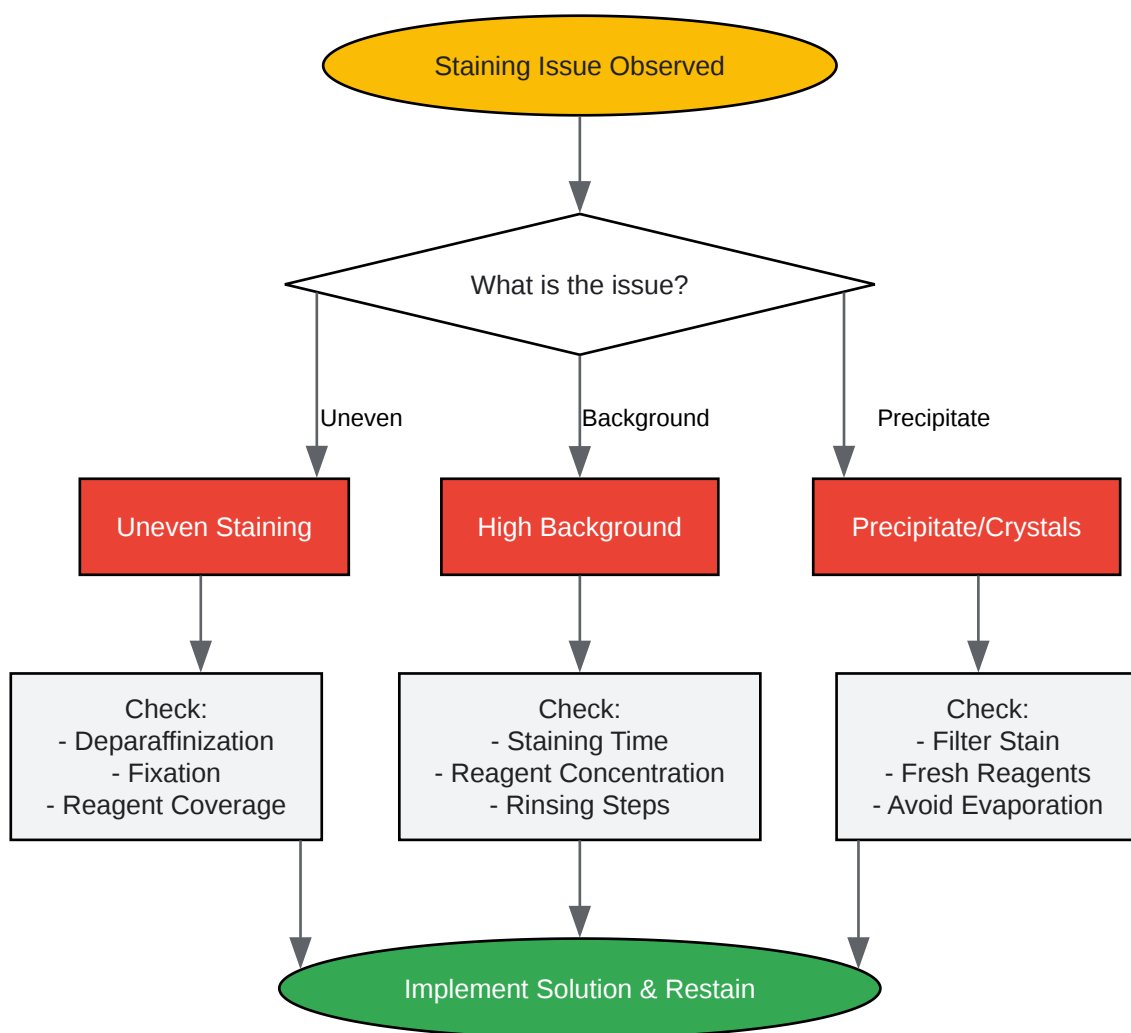 Staining Issue Observed
What is the issue?
Uneven
Background
Precipitate
Uneven Staining
High Background
Precipitate/Crystals
Check:
- Deparaffinization
- Fixation
- Reagent Coverage
Check:
- Staining Time
- Reagent Concentration
- Rinsing Steps
Check:
- Filter Stain
- Fresh Reagents
- Avoid Evaporation
Implement Solution & Restain